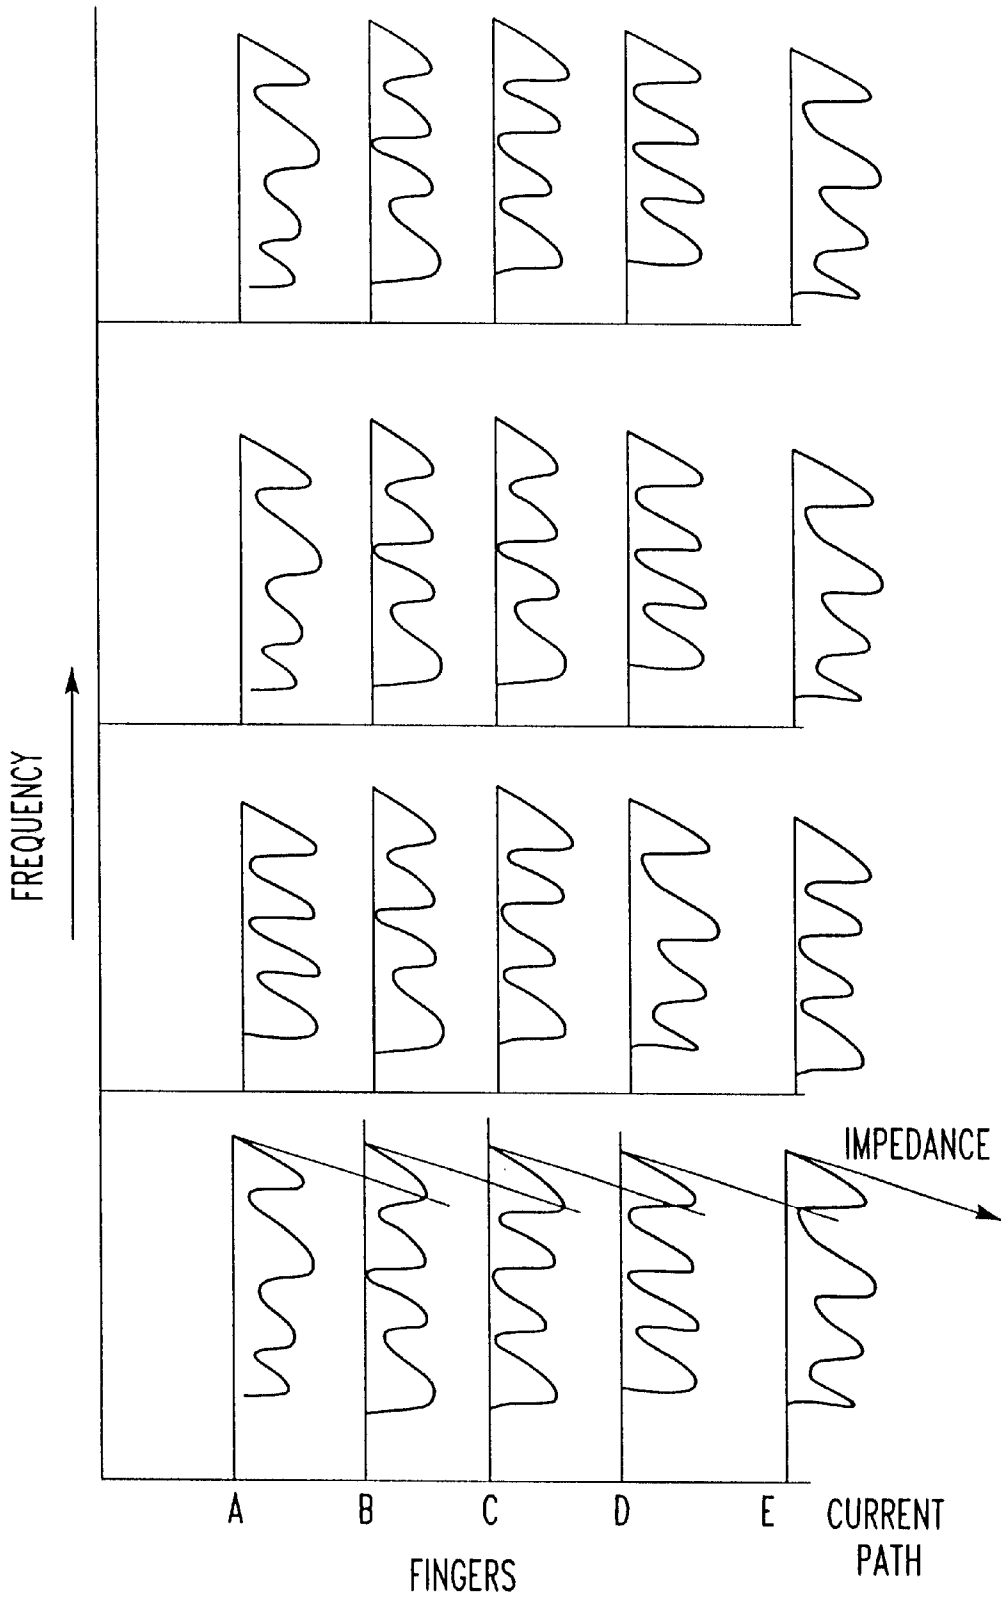 FREQUENCY
IMPEDANCE
A B C D E
CURRENT
PATH
FINGERS